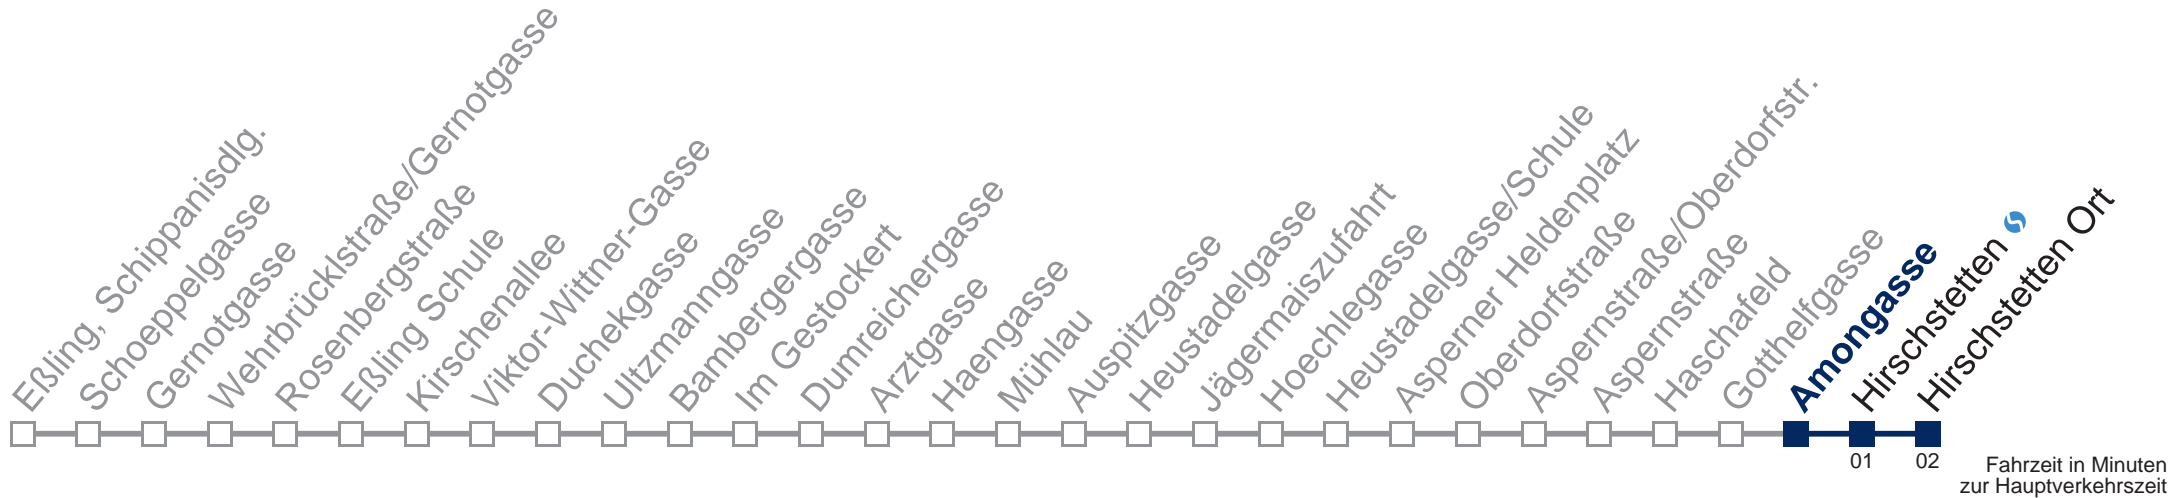 Eßling, Schippanisdlg.
Schoeppelgasse
Gernotgasse
Wehrbrücklstraße/Gernotgasse
Rosenbergstraße
Eßling Schule
Kirschenallee
Viktor-Wittner-Gasse
Duchekgasse
Ultzmanngasse
Bambergergasse
Im Gestockert
Dumreichergasse
Arztgasse
Haengasse
Mühlau
Auspitzgasse
Heustadelgasse
Jägermaiszufahrt
Hoechlegasse
Heustadelgasse/Schule
Asperner Heldenplatz
Oberdorfstraße
Aspernstraße/Oberdorfstr.
Aspernstraße
Haschafeld
Gotthelfgasse
Amongasse
Hirschstetten
Hirschstetten Ort
01
02
Fahrzeit in Minuten
zur Hauptverkehrszeit